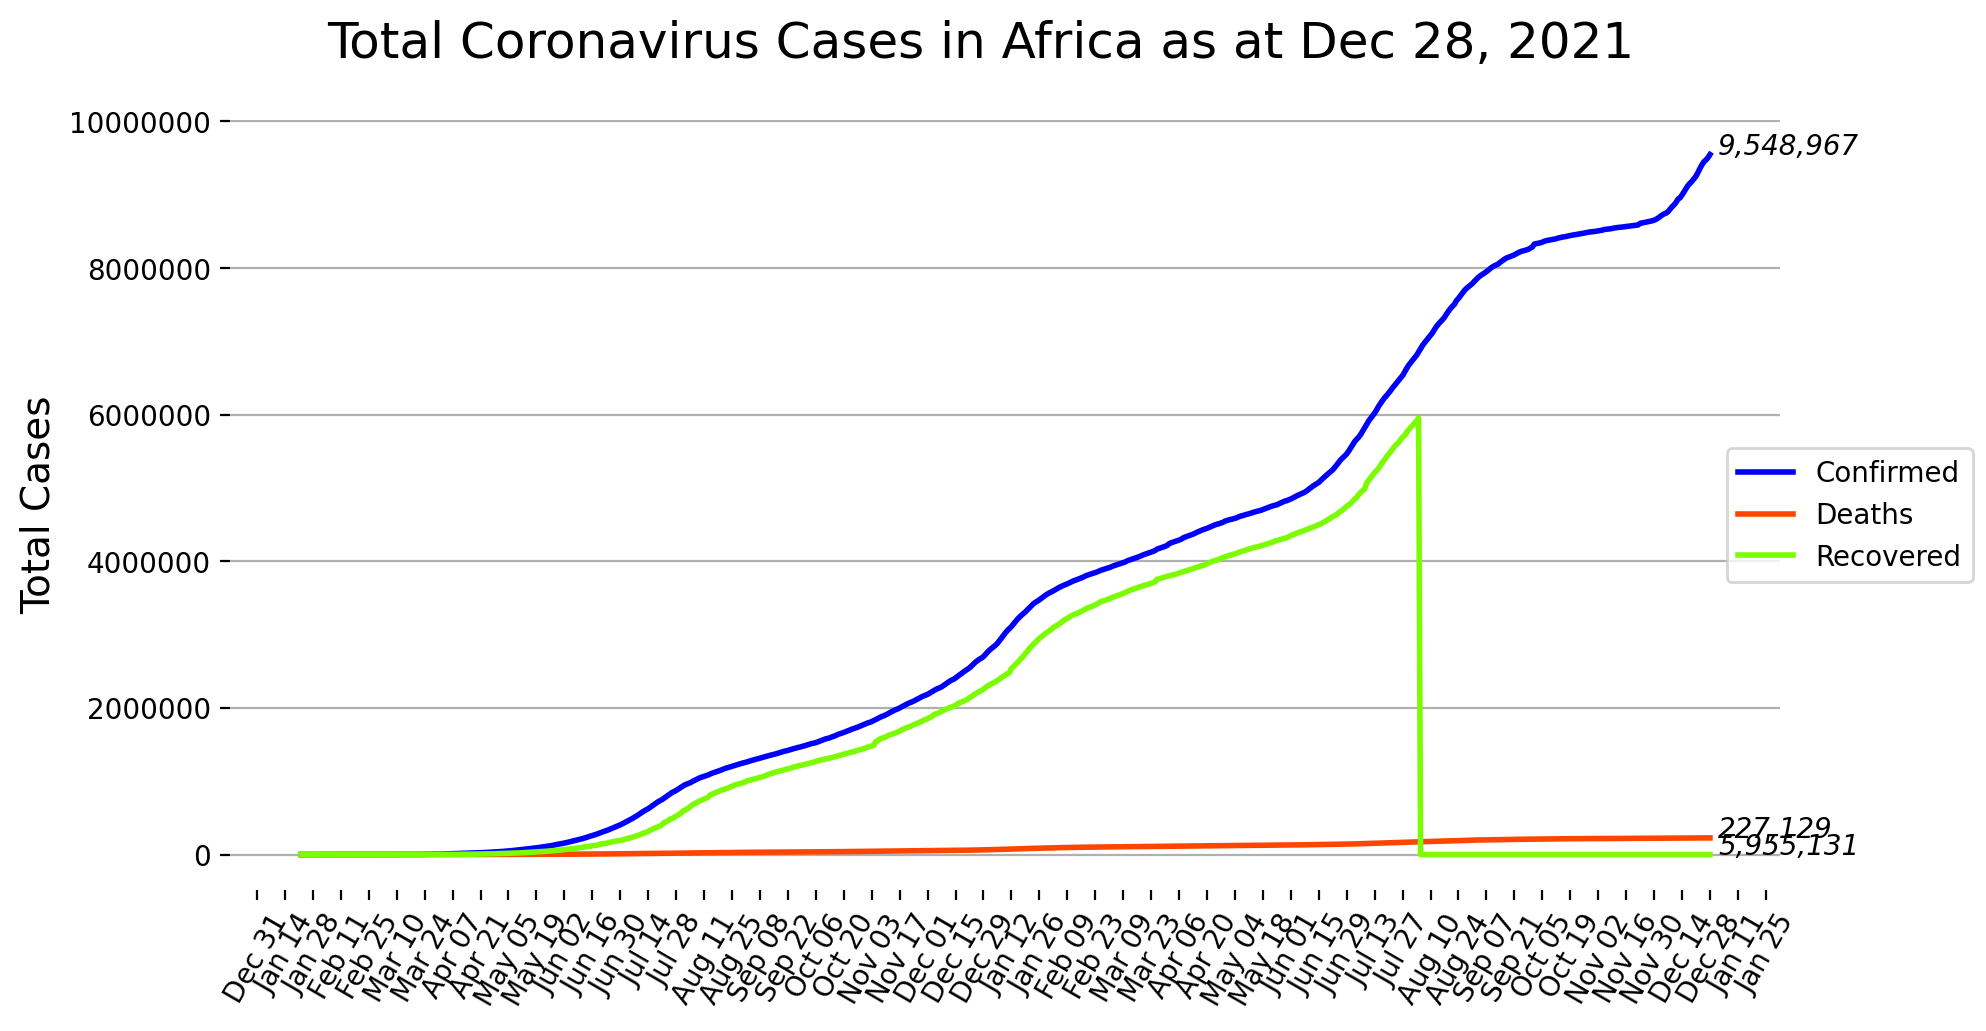 Total Coronavirus Cases in Africa as at Dec 28, 2021
Total Cases
10000000
8000000
6000000
4000000
2000000
0
9,548,967
227,129
5,955,131
Confirmed
Deaths
Recovered
Dec 31
Jan 14
Jan 28
Feb 11
Feb 25
Mar 10
Mar 24
Apr 07
Apr 21
May 05
May 19
Jun 02
Jun 16
Jun 30
Jul 14
Jul 28
Aug 11
Aug 25
Sep 08
Sep 22
Oct 06
Oct 20
Nov 03
Nov 17
Dec 01
Dec 15
Dec 29
Jan 12
Jan 26
Feb 09
Feb 23
Mar 09
Mar 23
Apr 06
Apr 20
May 04
May 18
Jun 01
Jun 15
Jun 29
Jul 13
Jul 27
Aug 10
Aug 24
Sep 07
Sep 21
Oct 05
Oct 19
Nov 02
Nov 16
Nov 30
Dec 14
Dec 28
Jan 11
Jan 25